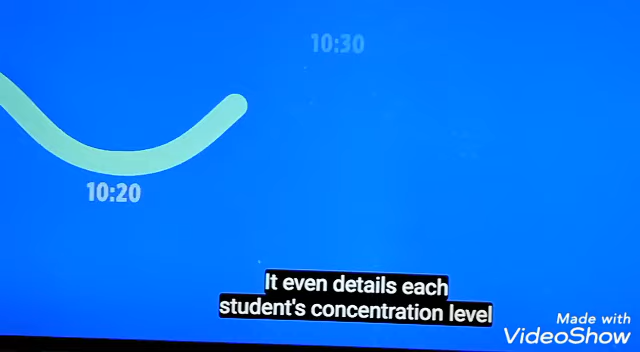 10:30
10:20
It even details each
student's concentration level
Made with
VideoShow